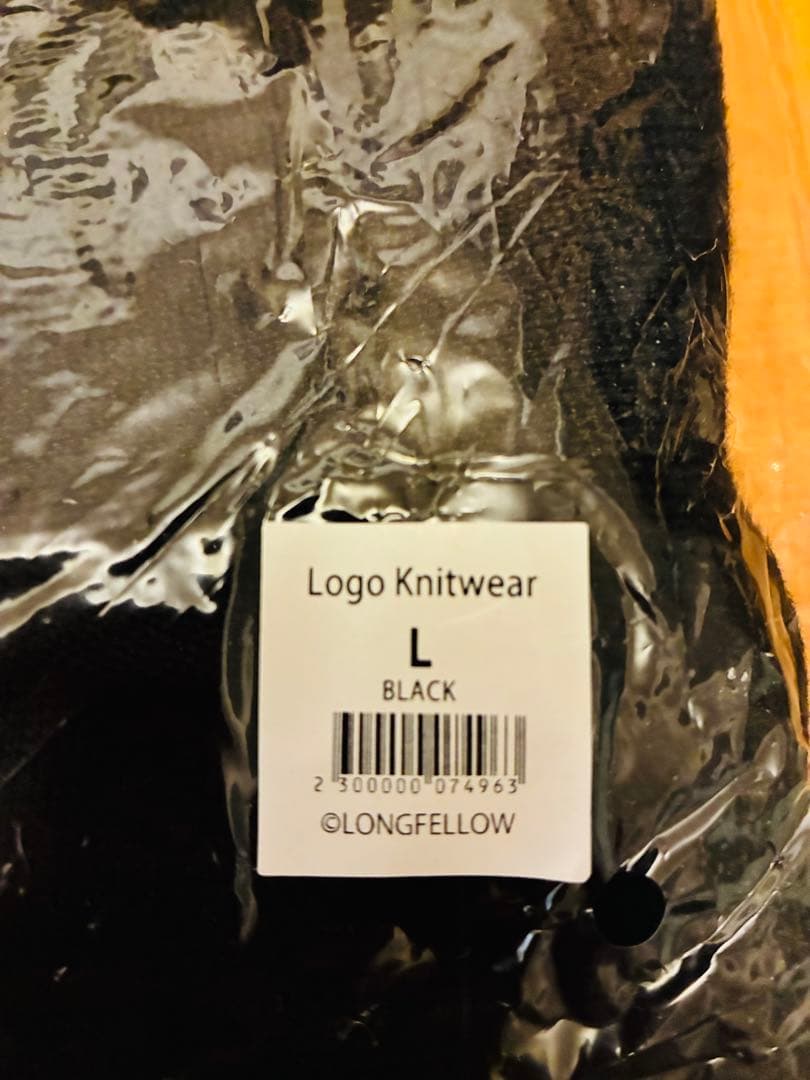 Logo Knitwear
L
BLACK
2 300000 074963
©LONGFELLOW